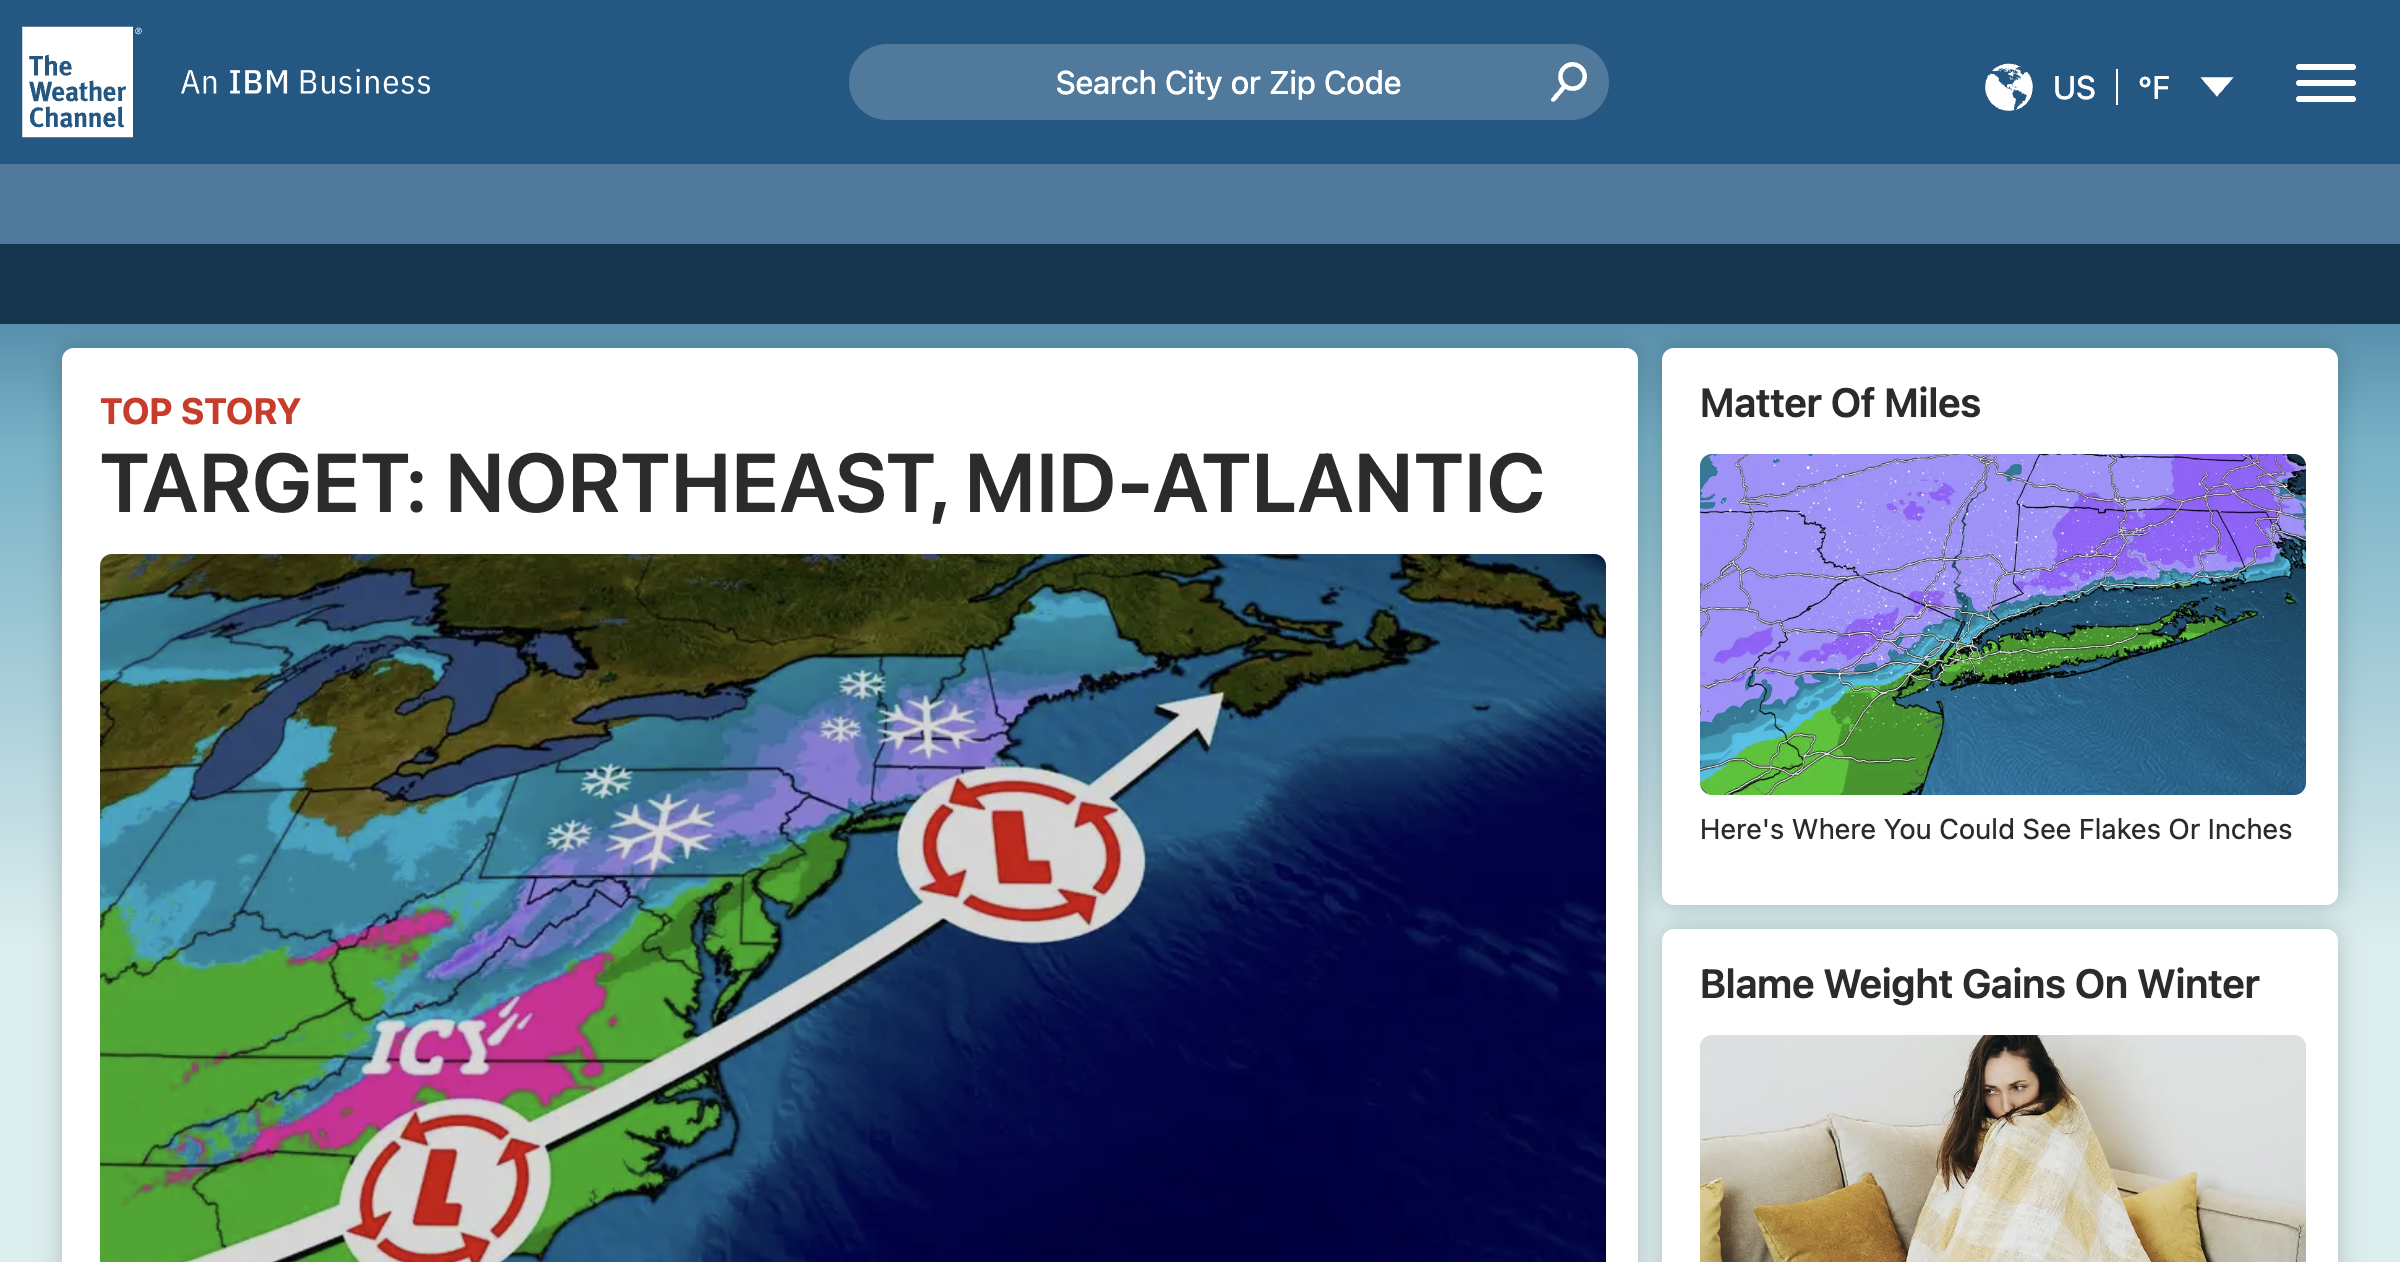 The
Weather
Channel
®
An IBM Business
Search City or Zip Code
US
°F
TOP STORY
TARGET: NORTHEAST, MID-ATLANTIC
L
ICY
L
Matter Of Miles
Here's Where You Could See Flakes Or Inches
Blame Weight Gains On Winter